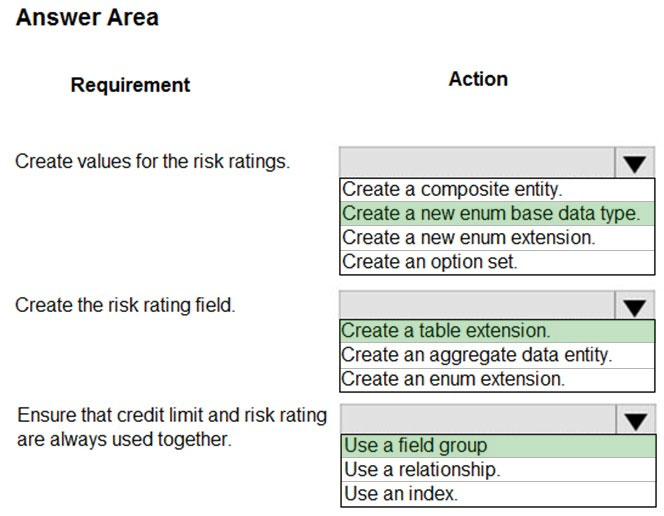 Answer Area
Requirement
Action
Create values for the risk ratings.
Create a composite entity.
Create a new enum base data type.
Create a new enum extension.
Create an option set.
Create the risk rating field.
Create a table extension.
Create an aggregate data entity.
Create an enum extension.
Ensure that credit limit and risk rating
are always used together.
Use a field group
Use a relationship.
Use an index.